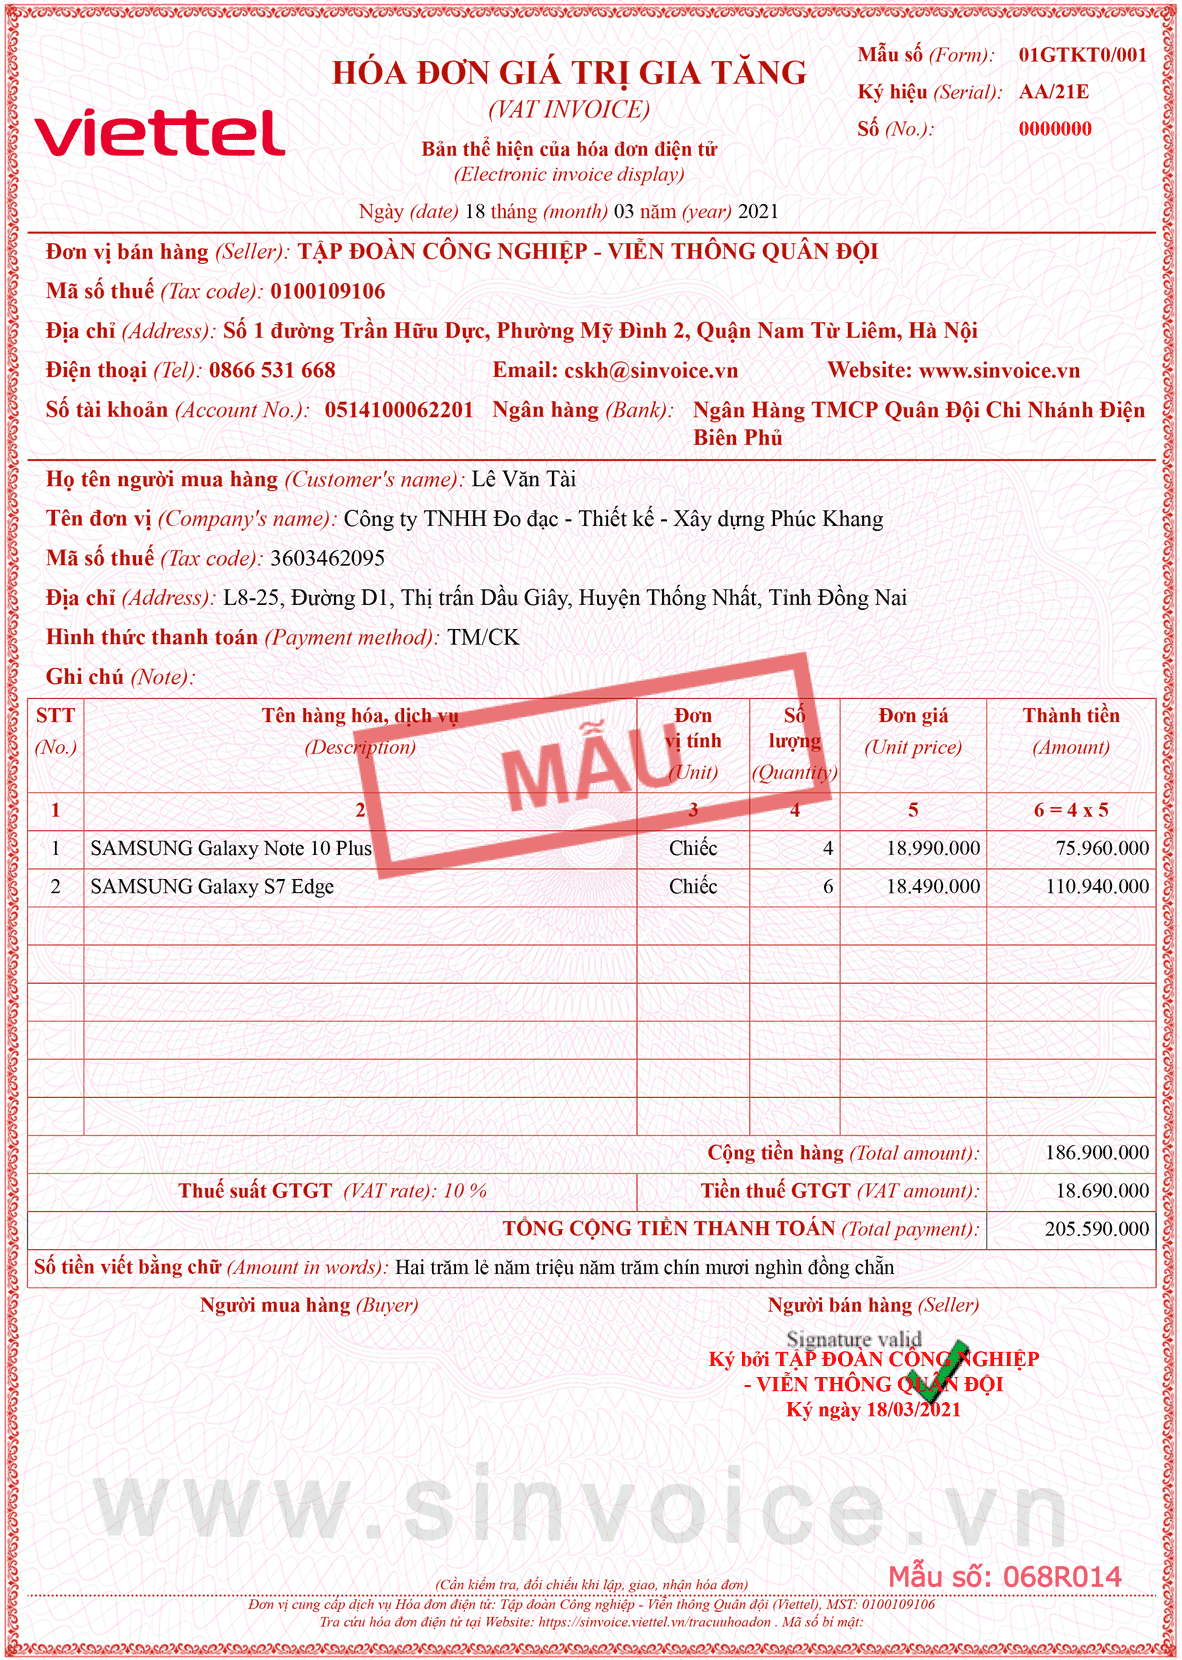 viettel
HÓA ĐƠN GIÁ TRỊ GIA TĂNG
(VAT INVOICE)
Bản thể hiện của hóa đơn điện tử
(Electronic invoice display)
Ngày (date) 18 tháng (month) 03 năm (year) 2021
Mẫu số (Form): 01GTKT0/001
Ký hiệu (Serial): AA/21E
Số (No.): 0000000
Đơn vị bán hàng (Seller): TẬP ĐOÀN CÔNG NGHIỆP - VIỄN THÔNG QUÂN ĐỘI
Mã số thuế (Tax code): 0100109106
Địa chỉ (Address): Số 1 đường Trần Hữu Dực, Phường Mỹ Đình 2, Quận Nam Từ Liêm, Hà Nội
Điện thoại (Tel): 0866 531 668 Email: cskh@sinvoice.vn Website: www.sinvoice.vn
Số tài khoản (Account No.): 0514100062201 Ngân hàng (Bank): Ngân Hàng TMCP Quân Đội Chi Nhánh Điện
Biên Phủ
Họ tên người mua hàng (Customer's name): Lê Văn Tài
Tên đơn vị (Company's name): Công ty TNHH Đo đạc - Thiết kế - Xây dựng Phúc Khang
Mã số thuế (Tax code): 3603462095
Địa chỉ (Address): L8-25, Đường D1, Thị trấn Dầu Giây, Huyện Thống Nhất, Tỉnh Đồng Nai
Hình thức thanh toán (Payment method): TM/CK
Ghi chú (Note):
MẪU
STT Tên hàng hóa, dịch vụ Đơn Số Đơn giá Thành tiền
vị tính lượng
(No.) (Description) (Unit) (Quantity) (Unit price) (Amount)
1 2 3 4 5 6 = 4 x 5
1 SAMSUNG Galaxy Note 10 Plus Chiếc 4 18.990.000 75.960.000
2 SAMSUNG Galaxy S7 Edge Chiếc 6 18.490.000 110.940.000
Cộng tiền hàng (Total amount): 186.900.000
Thuế suất GTGT (VAT rate): 10 % Tiền thuế GTGT (VAT amount): 18.690.000
TỔNG CỘNG TIỀN THANH TOÁN (Total payment): 205.590.000
Số tiền viết bằng chữ (Amount in words): Hai trăm lẻ năm triệu năm trăm chín mươi nghìn đồng chẵn
Người mua hàng (Buyer) Người bán hàng (Seller)
Signature valid
Ký bởi TẬP ĐOÀN CÔNG NGHIỆP
- VIỄN THÔNG QUÂN ĐỘI
Ký ngày 18/03/2021
www.sinvoice.vn
Mẫu số: 068R014
(Cần kiểm tra, đối chiếu khi lập, giao, nhận hóa đơn)
Đơn vị cung cấp dịch vụ Hóa đơn điện tử: Tập đoàn Công nghiệp - Viễn thông Quân đội (Viettel), MST: 0100109106
Tra cứu hóa đơn điện tử tại Website: https://sinvoice.viettel.vn/tracuuhoadon . Mã số bí mật: